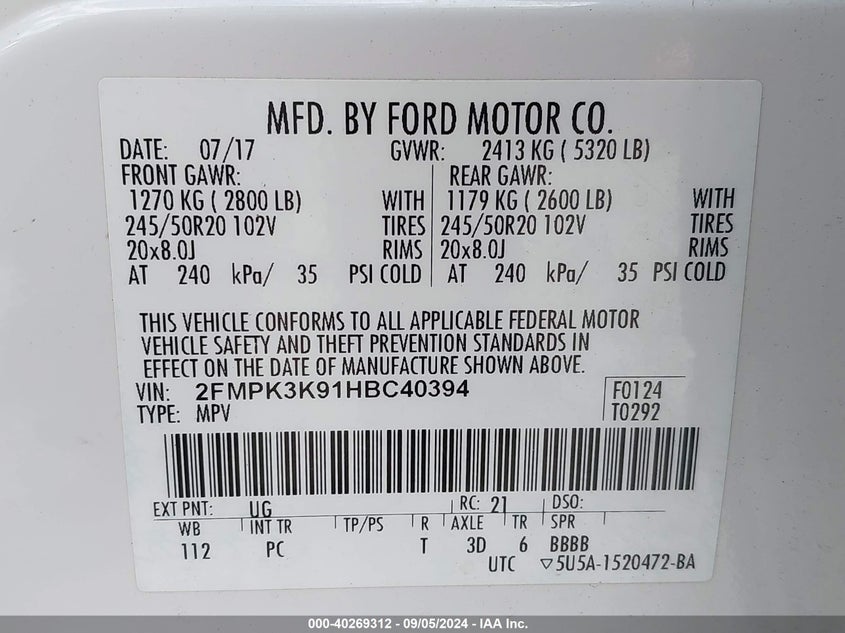 MFD. BY FORD MOTOR CO.
DATE: 07/17 GVWR: 2413 KG ( 5320 LB)
FRONT GAWR: REAR GAWR:
1270 KG ( 2800 LB) WITH 1179 KG ( 2600 LB) WITH
245/50R20 102V TIRES 245/50R20 102V TIRES
20x8.0J RIMS 20x8.0J RIMS
AT 240 kPa/ 35 PSI COLD AT 240 kPa/ 35 PSI COLD
THIS VEHICLE CONFORMS TO ALL APPLICABLE FEDERAL MOTOR
VEHICLE SAFETY AND THEFT PREVENTION STANDARDS IN
EFFECT ON THE DATE OF MANUFACTURE SHOWN ABOVE.
VIN: 2FMPK3K91HBC40394 F0124
TYPE: MPV T0292
EXT PNT: UG RC: 21 DSO:
WB INT TR TP/PS R AXLE TR SPR
112 PC T 3D 6 BBBB
UTC ▽5U5A-1520472-BA
000-40269312 - 09/05/2024 - IAA Inc.